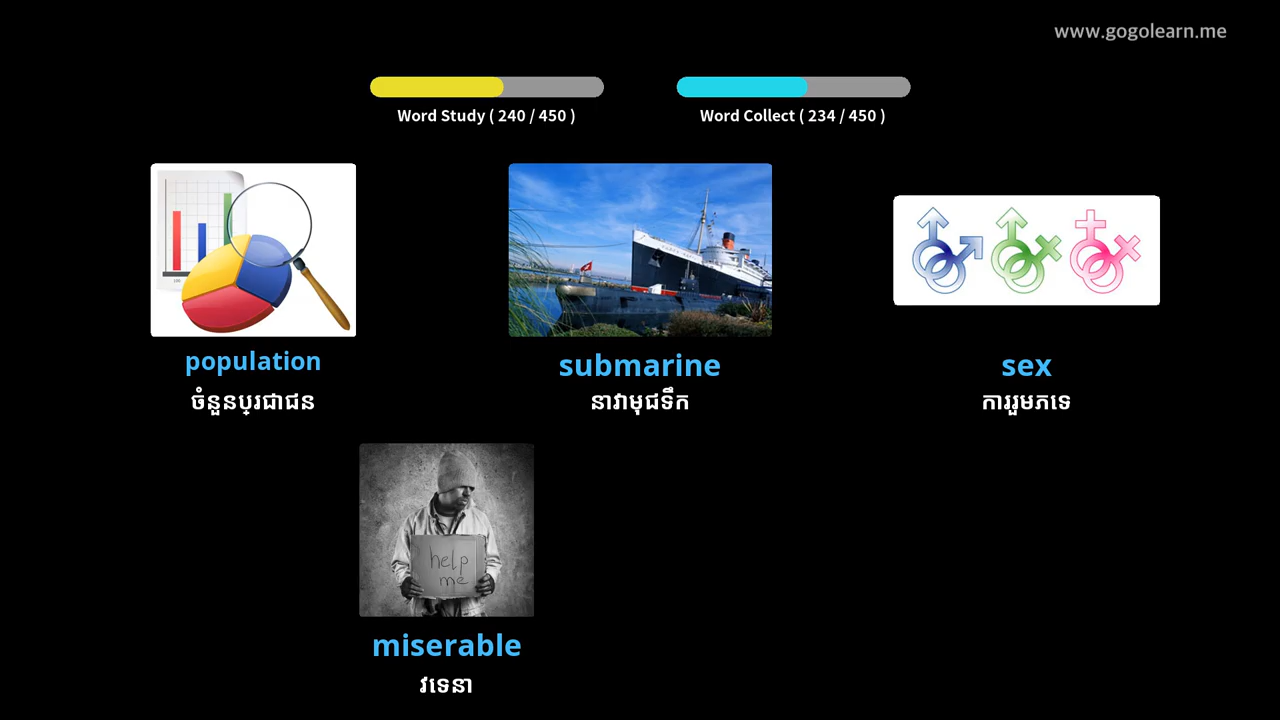 www.gogolearn.me
Word Study ( 240 / 450 )
Word Collect ( 234 / 450 )
population
submarine
sex
ចំនួនប្រជាជន
នាវាមុជទឹក
ការរួមភទេ
help
me
miserable
វទេនា